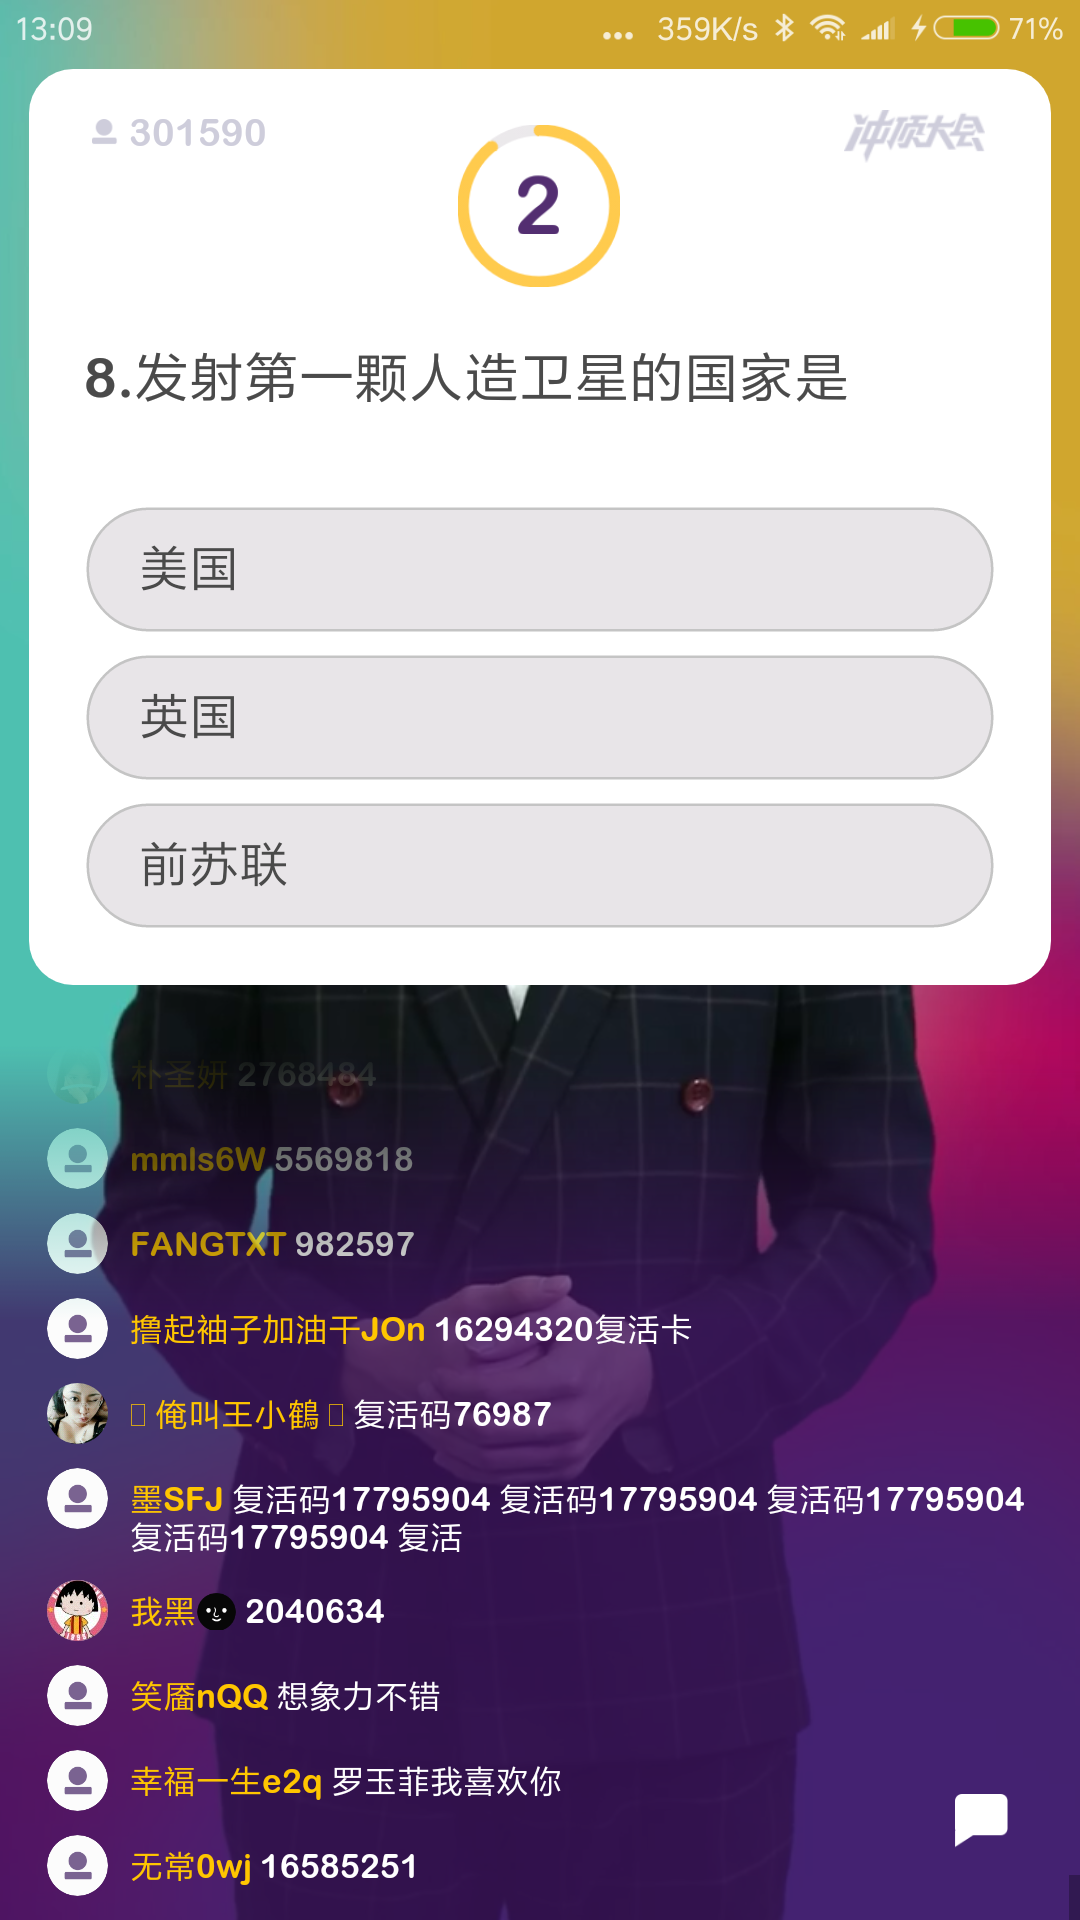 13:09
... 359K/s 71%
301590
冲顶大会
2
8.发射第一颗人造卫星的国家是
美国
英国
前苏联
朴圣妍 2768484
mmls6W 5569818
FANGTXT 982597
撸起袖子加油干JOn 16294320复活卡
俺叫王小鶴 复活码76987
墨SFJ 复活码17795904 复活码17795904 复活码17795904
复活码17795904 复活
我黑🌚 2040634
笑靥nQQ 想象力不错
幸福一生e2q 罗玉菲我喜欢你
无常0wj 16585251